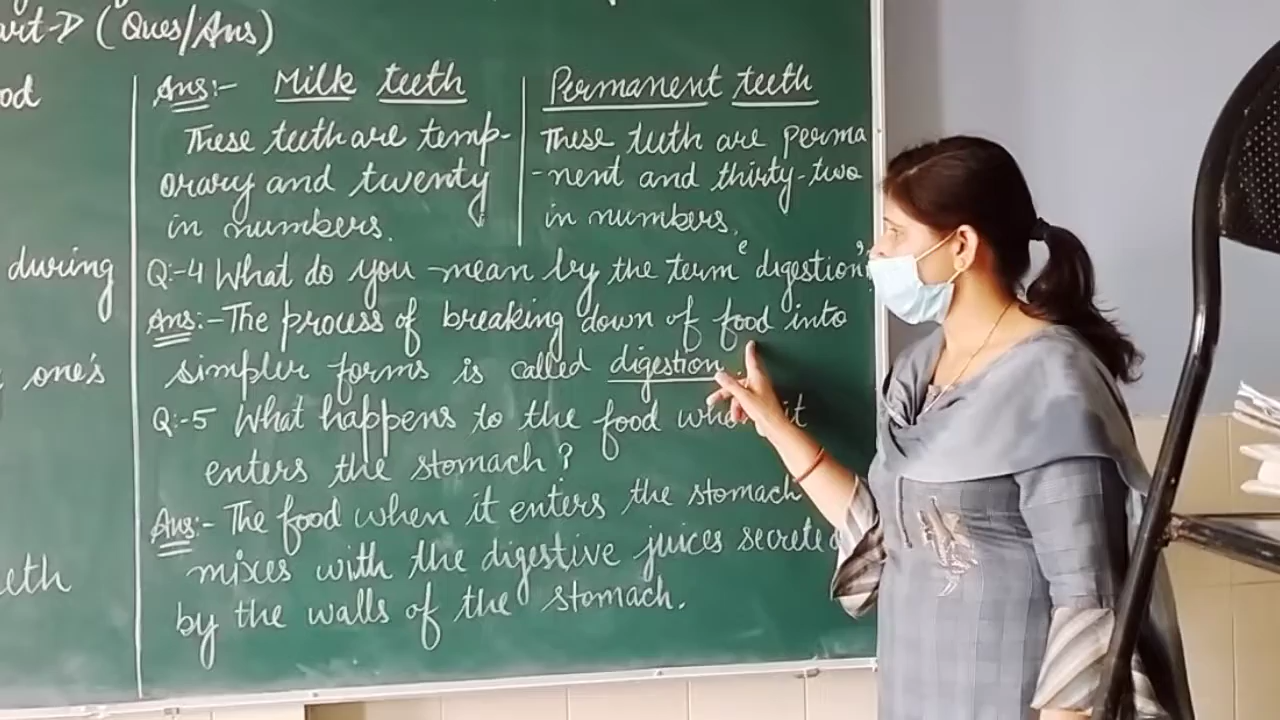 art-D (Ques/Ans)
od
during
one's
eeth
Ans:- Milk teeth
These teeth are temp-
orary and twenty
in numbers.
Permanent teeth
These teeth are perma
-nent and thirty-two
in numbers.
Q:-4 What do you mean by the term ‘digestion’?
Ans:- The process of breaking down of food into
simpler forms is called digestion.
Q:-5 What happens to the food when it
enters the stomach?
Ans:- The food when it enters the stomach
mixes with the digestive juices secreted
by the walls of the stomach.